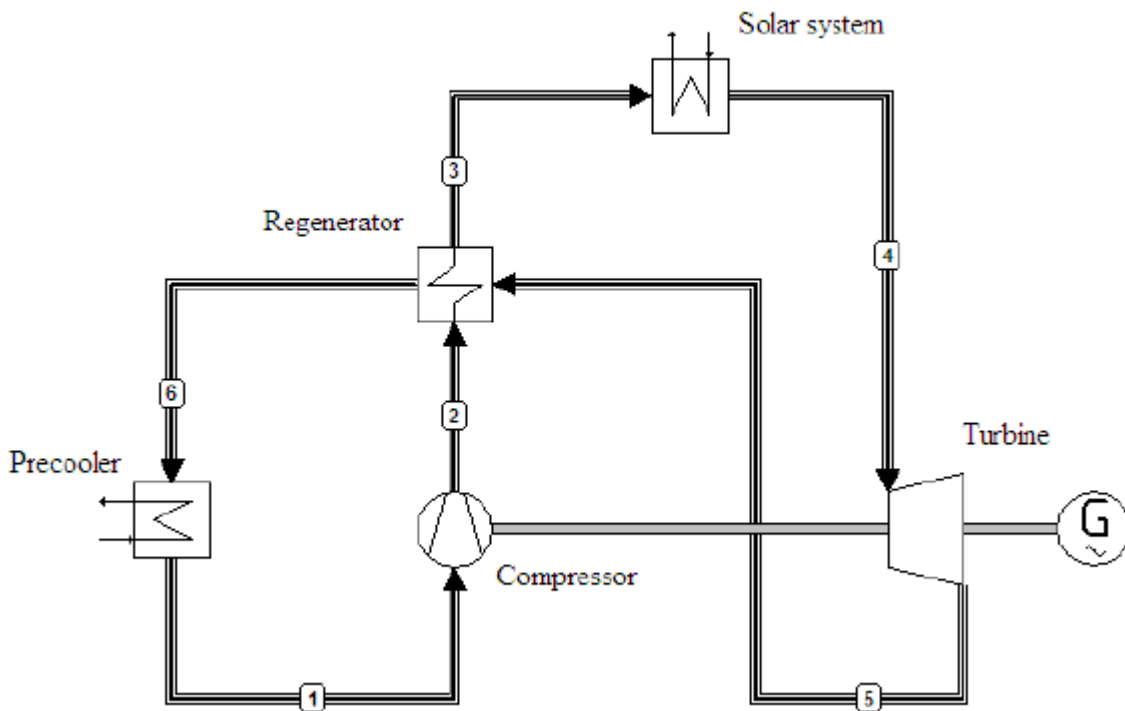 Solar system
3
Regenerator
4
6
2
Turbine
Precooler
G
Compressor
1
5